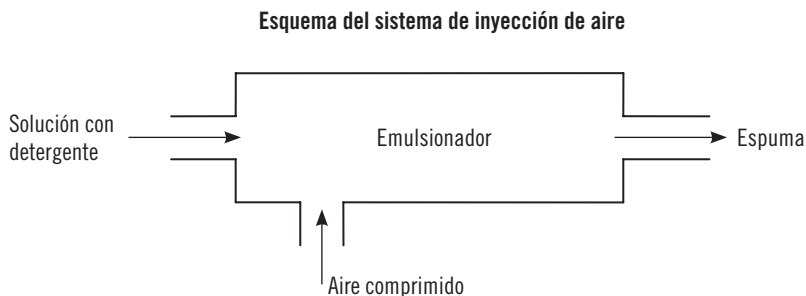 Esquema del sistema de inyección de aire
Solución con
detergente
Emulsionador
Espuma
Aire comprimido